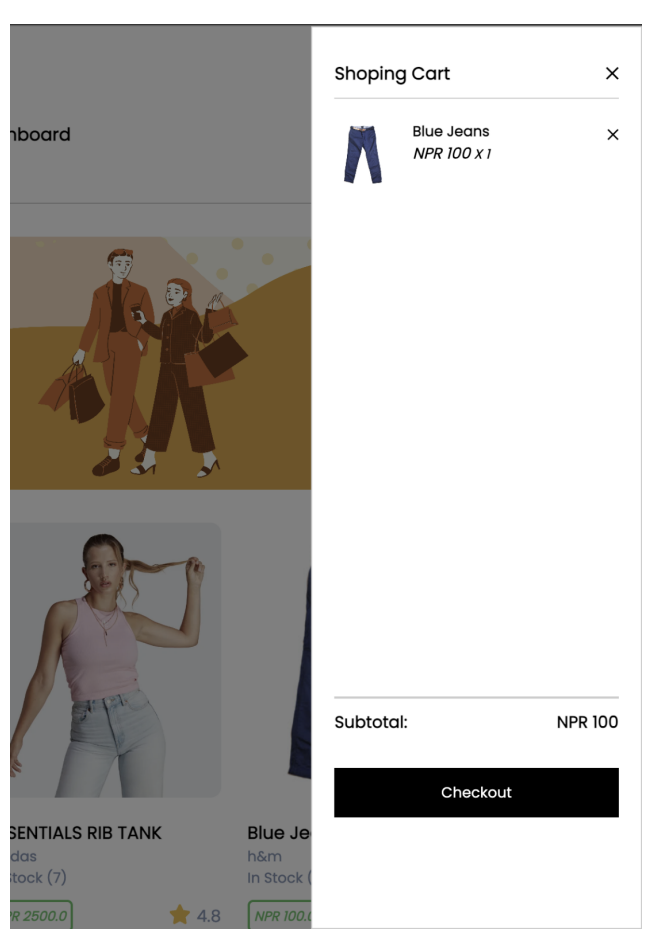 Shoping Cart
nboard
Blue Jeans
NPR 100 X 1
Subtotal:
NPR 100
Checkout
SENTIALS RIB TANK
das
Stock (7)
R 2500.0
4.8
Blue Je
h&m
In Stock (
NPR 100.